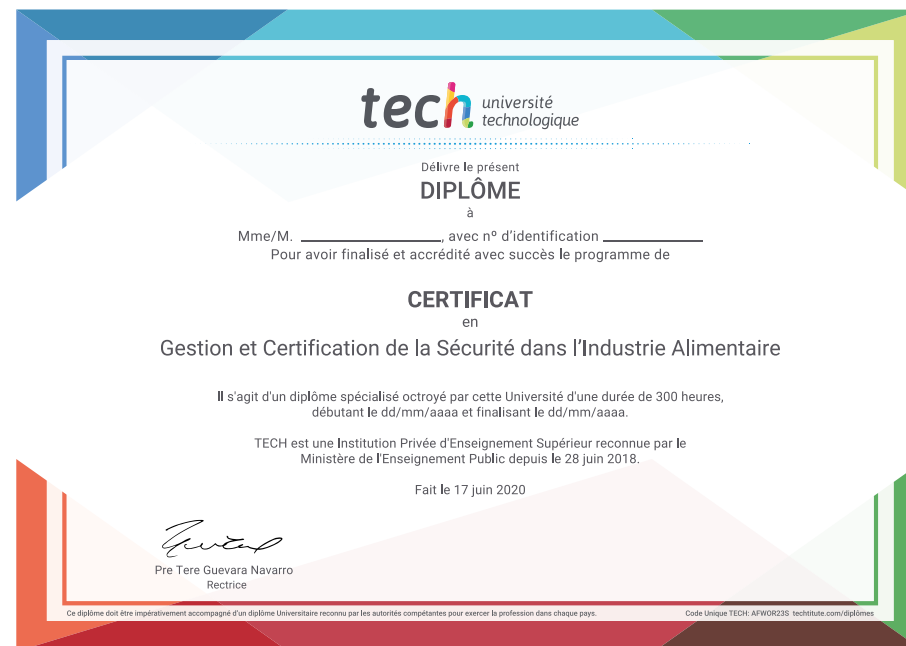 tech université
technologique
Délivre le présent
DIPLÔME
à
Mme/M. ____________________, avec nº d'identification ______________
Pour avoir finalisé et accrédité avec succès le programme de
CERTIFICAT
en
Gestion et Certification de la Sécurité dans l'Industrie Alimentaire
Il s'agit d'un diplôme spécialisé octroyé par cette Université d'une durée de 300 heures,
débutant le dd/mm/aaaa et finalisant le dd/mm/aaaa.
TECH est une Institution Privée d'Enseignement Supérieur reconnue par le
Ministère de l'Enseignement Public depuis le 28 juin 2018.
Fait le 17 juin 2020
Pre Tere Guevara Navarro
Rectrice
Ce diplôme doit être impérativement accompagné d'un diplôme Universitaire reconnu par les autorités compétantes pour exercer la profession dans chaque pays.
Code Unique TECH: AFWOR23S techtitute.com/diplômes